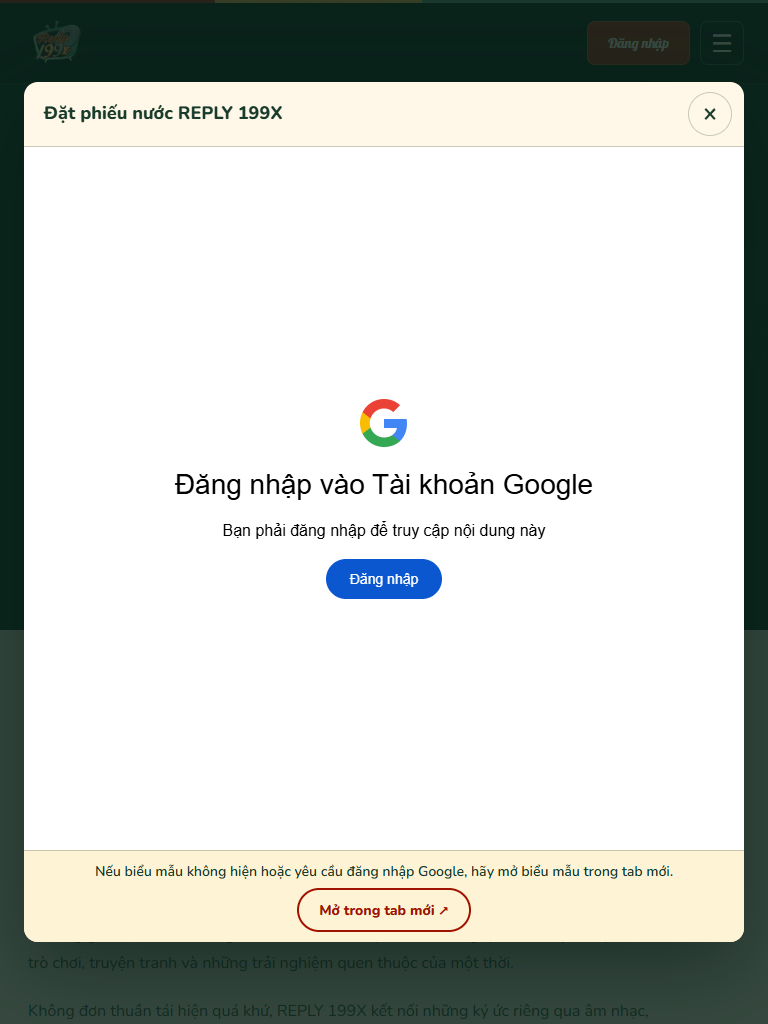 199x
Đăng nhập
Đặt phiếu nước REPLY 199X
Đăng nhập vào Tài khoản Google
Bạn phải đăng nhập để truy cập nội dung này
Đăng nhập
Nếu biểu mẫu không hiện hoặc yêu cầu đăng nhập Google, hãy mở biểu mẫu trong tab mới.
Mở trong tab mới ↗
trò chơi, truyện tranh và những trải nghiệm quen thuộc của một thời.
Không đơn thuần tái hiện quá khứ, REPLY 199X kết nối những ký ức riêng qua âm nhạc,